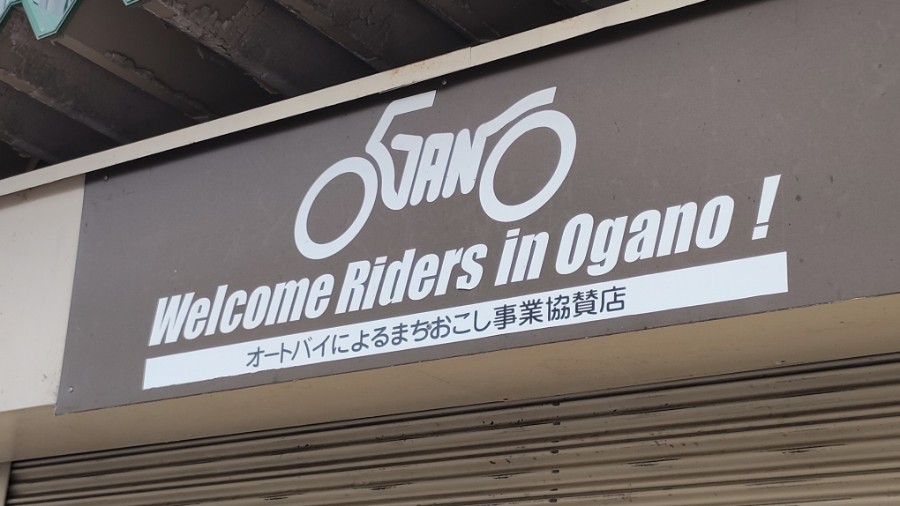 OGANO
Welcome Riders in Ogano !
オートバイによるまちおこし事業協賛店